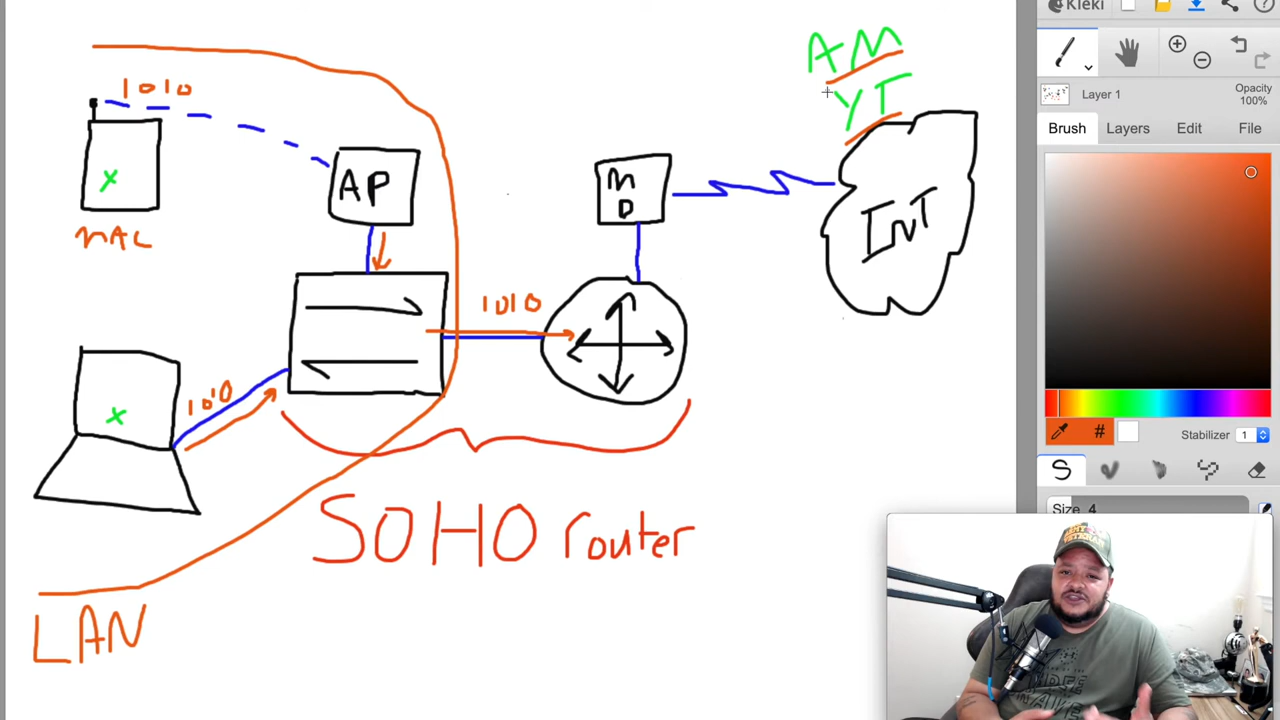 Kleki
AM
YT
1010
Layer 1
Opacity
100%
Brush
Layers
Edit
File
AP
M
D
INT
MAC
1010
1010
#
Stabilizer
1
S
Size 4
SOHO router
LAN